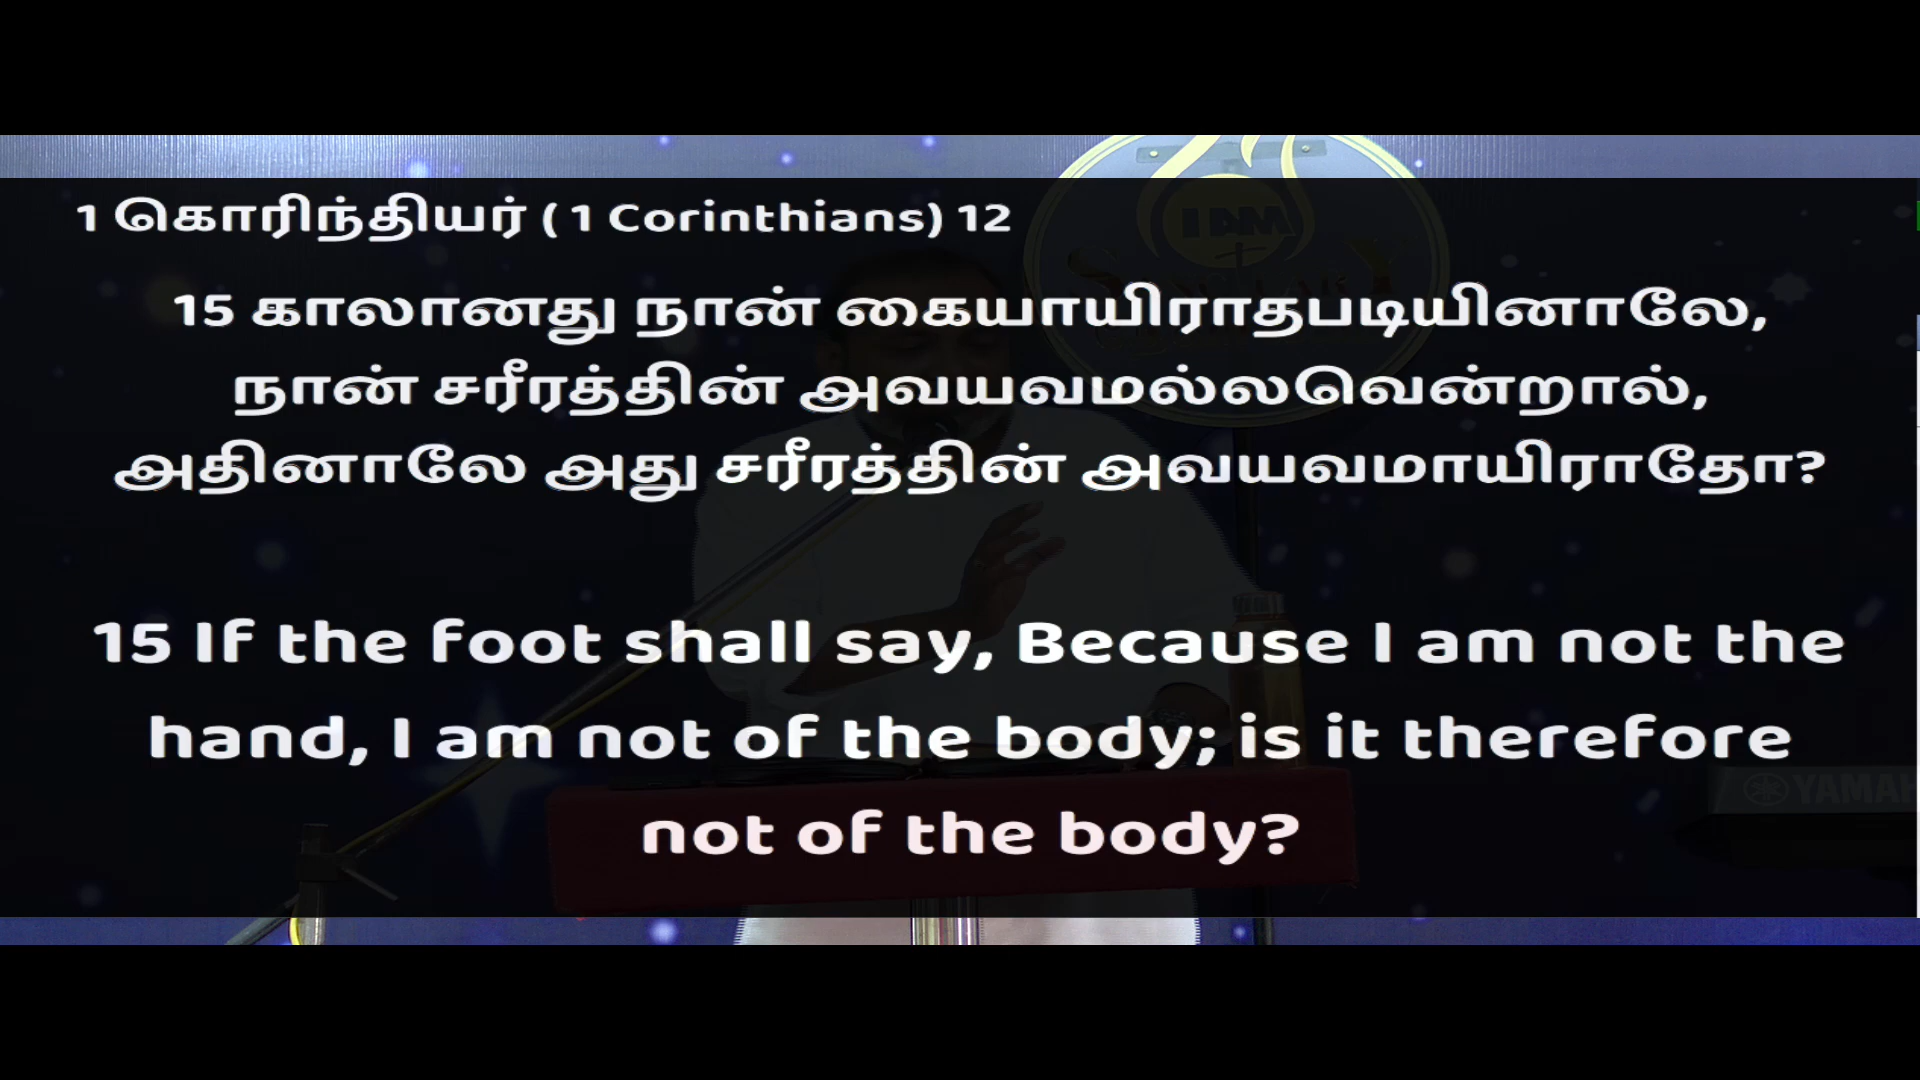 I AM
1 கொரிந்தியர் ( 1 Corinthians) 12
15 காலானது நான் கையாயிராதபடியினாலே,
நான் சரீரத்தின் அவயவமல்லவென்றால்,
அதினாலே அது சரீரத்தின் அவயவமாயிராதோ?
15 If the foot shall say, Because I am not the
hand, I am not of the body; is it therefore
not of the body?